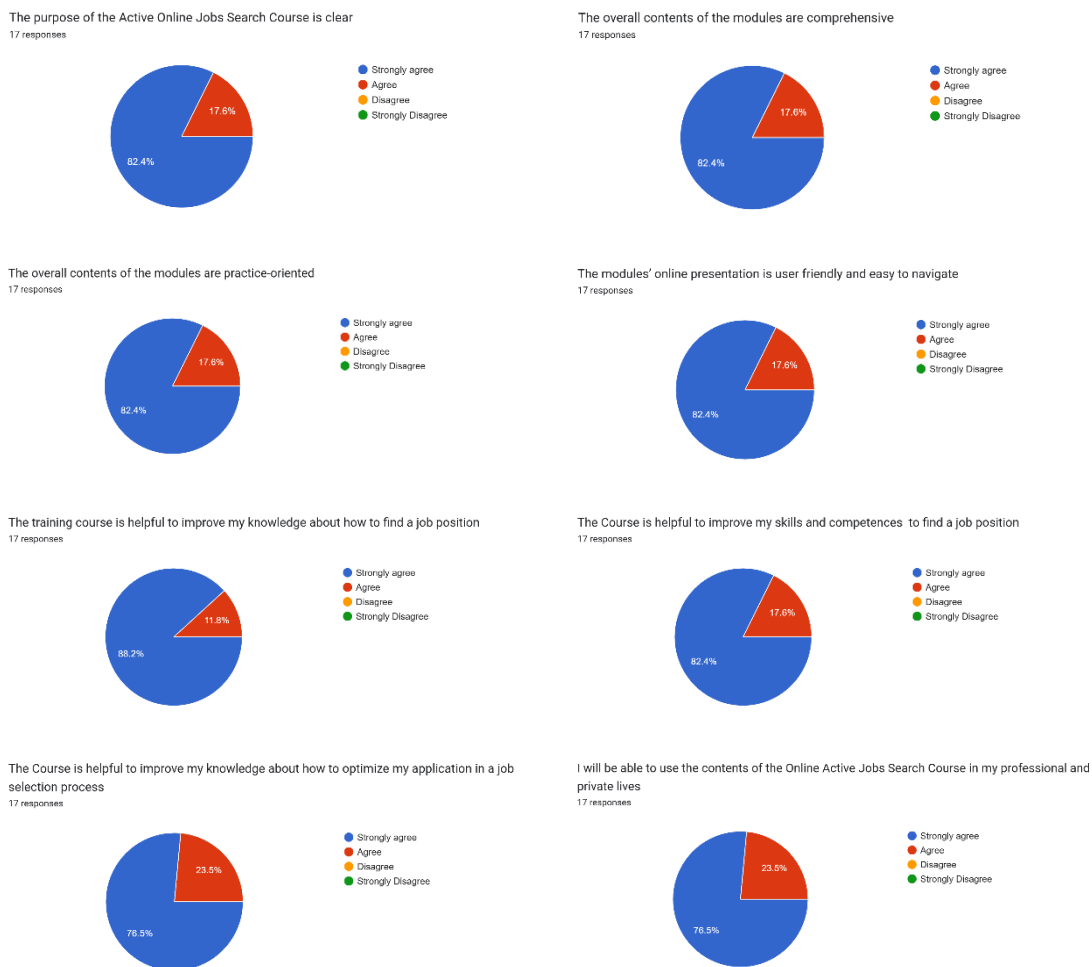 The purpose of the Active Online Jobs Search Course is clear
17 responses
Strongly agree
Agree
Disagree
Strongly Disagree
17.6%
82.4%
The overall contents of the modules are comprehensive
17 responses
Strongly agree
Agree
Disagree
Strongly Disagree
17.6%
82.4%
The overall contents of the modules are practice-oriented
17 responses
Strongly agree
Agree
Disagree
Strongly Disagree
17.6%
82.4%
The modules’ online presentation is user friendly and easy to navigate
17 responses
Strongly agree
Agree
Disagree
Strongly Disagree
17.6%
82.4%
The training course is helpful to improve my knowledge about how to find a job position
17 responses
Strongly agree
Agree
Disagree
Strongly Disagree
11.8%
88.2%
The Course is helpful to improve my skills and competences to find a job position
17 responses
Strongly agree
Agree
Disagree
Strongly Disagree
17.6%
82.4%
The Course is helpful to improve my knowledge about how to optimize my application in a job
selection process
17 responses
Strongly agree
Agree
Disagree
Strongly Disagree
23.5%
76.5%
I will be able to use the contents of the Online Active Jobs Search Course in my professional and
private lives
17 responses
Strongly agree
Agree
Disagree
Strongly Disagree
23.5%
76.5%